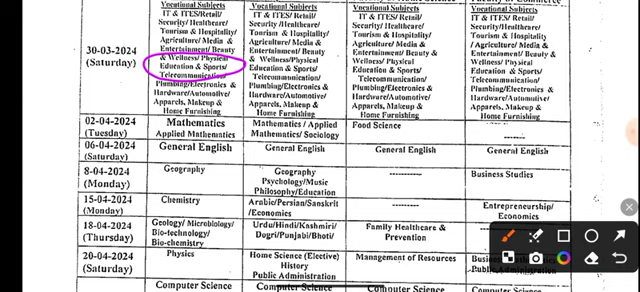 Vocational Subjects
IT & ITES/Retail/
Security/Healthcare/
Tourism & Hospitality/
Agriculture/ Media &
Entertainment/ Beauty
& Wellness/ Physical
Education & Sports/
Telecommunication/
Plumbing/Electronics &
Hardware/Automotive/
Apparels, Makeup &
Home Furnishing
Vocational Subjects
IT & ITES/ Retail/
Security/Healthcare/
Tourism & Hospitality/
Agriculture/ Media &
Entertainment/ Beauty
& Wellness/Physical
Education & Sports/
Telecommunication/
Plumbing/Electronics &
Hardware/Automotive/
Apparels, Makeup &
Home Furnishing
Vocational Subjects
IT & ITES/ Retail/
Security/Healthcare/
Tourism & Hospitality/
Agriculture/ Media &
Entertainment/ Beauty &
Wellness/ Physical
Education & Sports/
Telecommunication/
Plumbing/Electronics &
Hardware/Automotive/
Apparels, Makeup &
Home Furnishing
Vocational Subjects
IT & ITES/ Retail/
Security/Healthcare/
Tourism & Hospitality
/ Agriculture/ Media &
Entertainment/ Beauty &
Wellness/ Physical
Education & Sports/
Telecommunication/
Plumbing/Electronics &
Hardware/Automotive/
Apparels, Makeup &
Home Furnishing
30-03-2024
(Saturday)
02-04-2024 Mathematics Mathematics / Applied Food Science --------
(Tuesday) Applied Mathematics Mathematics/ Sociology
06-04-2024 General English General English General English General English
(Saturday)
8-04-2024 Geography Geography ---------- Business Studies
(Monday) Psychology/Music
Philosophy/Education
15-04-2024 Chemistry Arabic/Persian/Sanskrit ---------- Entrepreneurship/
(Monday) /Economics Economics
18-04-2024 Geology/ Microbiology/ Urdu/Hindi/Kashmiri/ Family Healthcare &
(Thursday) Bio-technology/ Dogri/Punjabi/Bhoti/ Prevention
Bio-chemistry
20-04-2024 Physics Home Science (Elective) Management of Resources
(Saturday) History
Public Administration Public Administration
Computer Science Computer Science Computer Science Computer Science